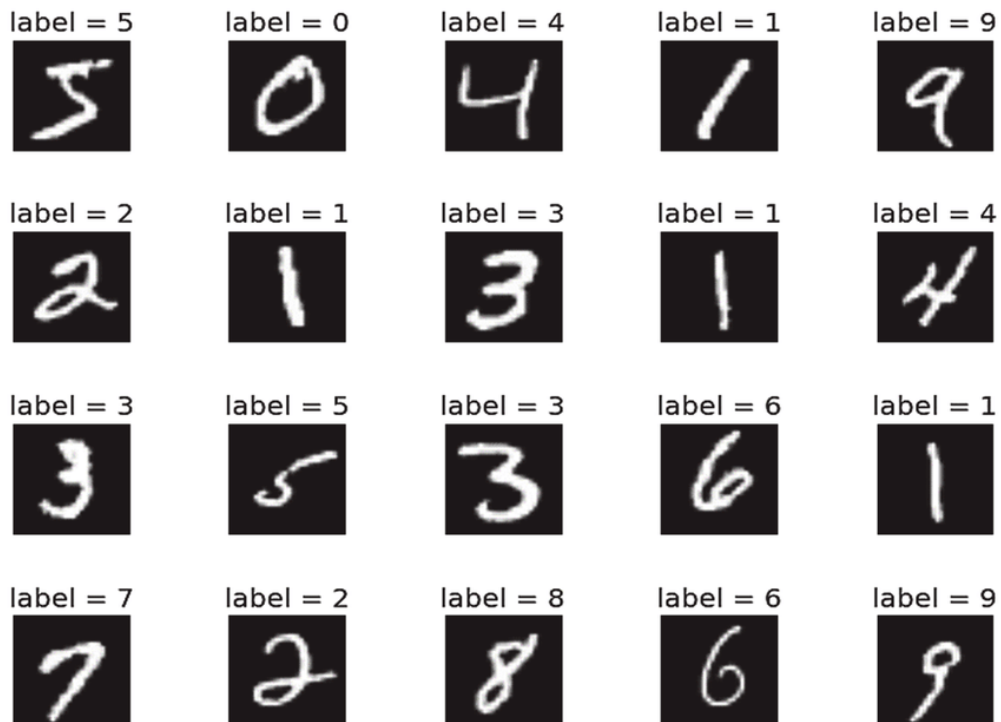 label = 5 label = 0 label = 4 label = 1 label = 9
5 0 4 1 9
label = 2 label = 1 label = 3 label = 1 label = 4
2 1 3 1 4
label = 3 label = 5 label = 3 label = 6 label = 1
3 5 3 6 1
label = 7 label = 2 label = 8 label = 6 label = 9
7 2 8 6 9